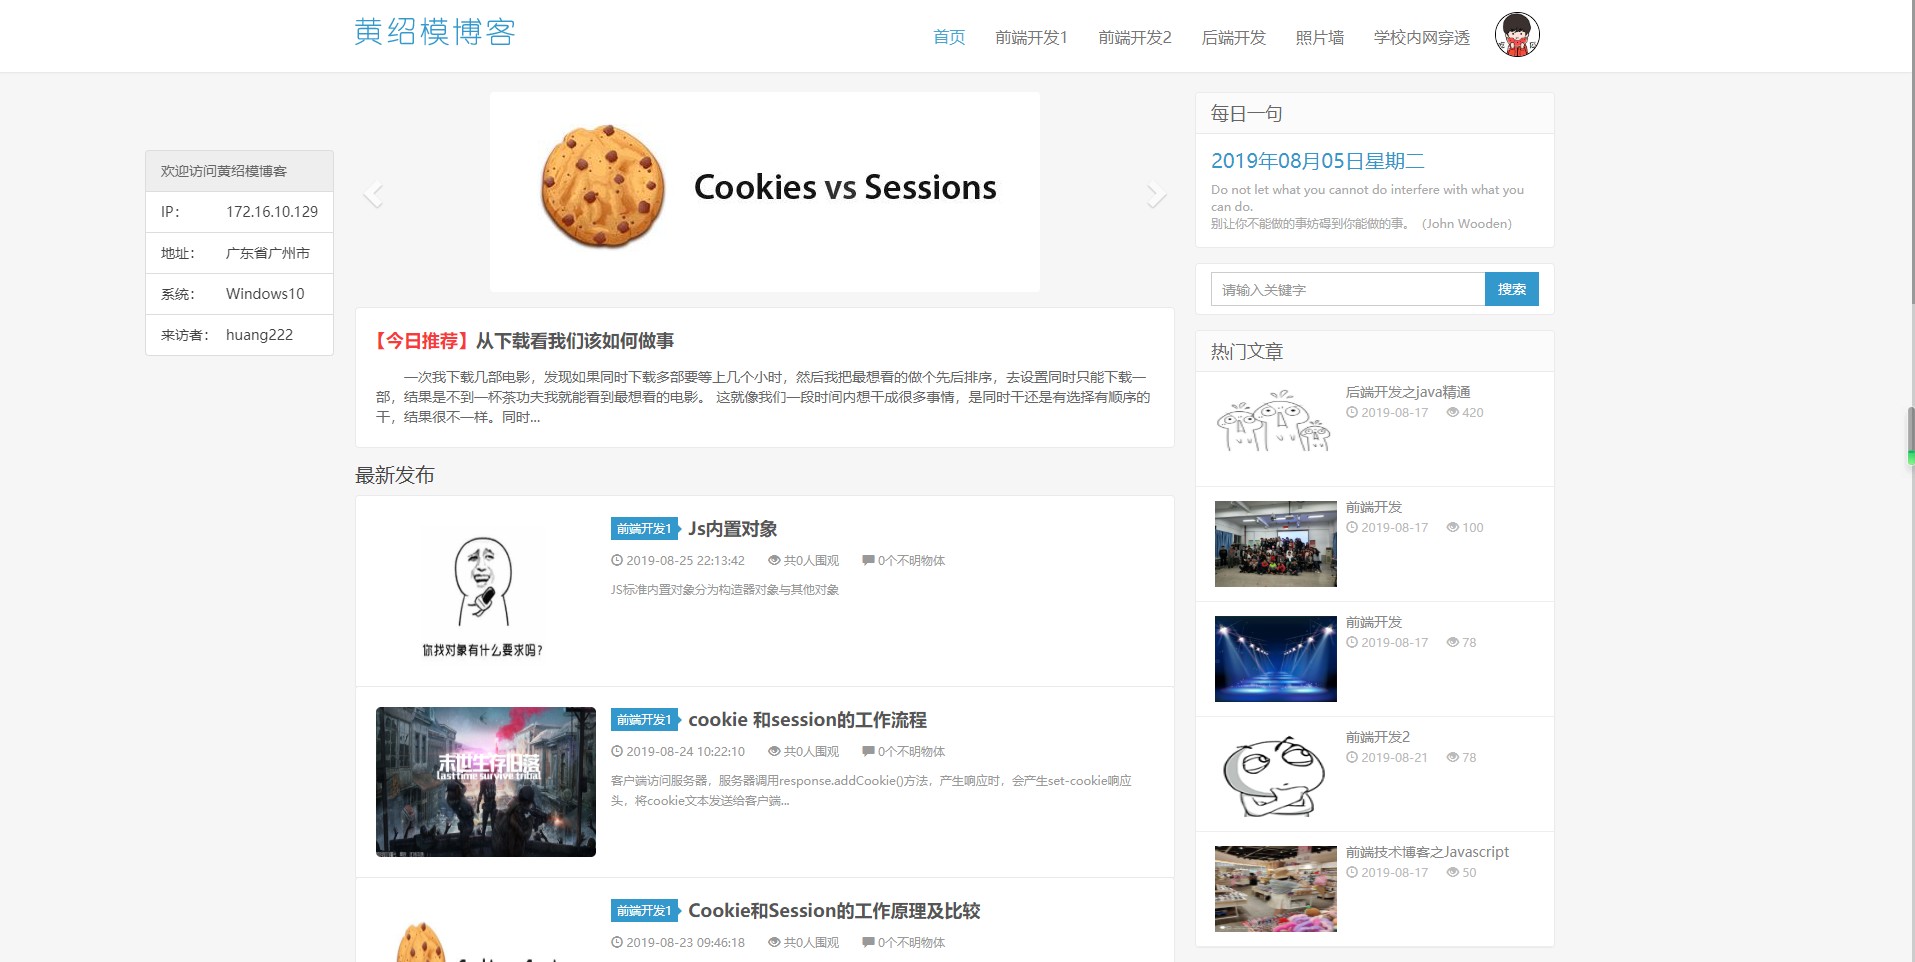 黄绍模博客
首页 前端开发1 前端开发2 后端开发 照片墙 学校内网穿透
欢迎访问黄绍模博客
IP： 172.16.10.129
地址： 广东省广州市
系统： Windows10
来访者： huang222
Cookies vs Sessions
【今日推荐】从下载看我们该如何做事
一次我下载几部电影，发现如果同时下载多部要等上几个小时，然后我把最想看的做个先后排序，去设置同时只能下载一
部，结果是不到一杯茶功夫我就能看到最想看的电影。 这就像我们一段时间内想干成很多事情，是同时干还是有选择有顺序的
干，结果很不一样。同时...
最新发布
你找对象有什么要求吗？
前端开发1 Js内置对象
2019-08-25 22:13:42 共0人围观 0个不明物体
JS标准内置对象分为构造器对象与其他对象
末世生存日落
lasttime survive tribal
前端开发1 cookie 和session的工作流程
2019-08-24 10:22:10 共0人围观 0个不明物体
客户端访问服务器，服务器调用response.addCookie()方法，产生响应时，会产生set-cookie响应
头，将cookie文本发送给客户端...
前端开发1 Cookie和Session的工作原理及比较
2019-08-23 09:46:18 共0人围观 0个不明物体
每日一句
2019年08月05日星期二
Do not let what you cannot do interfere with what you
can do.
别让你不能做的事妨碍到你能做的事。（John Wooden）
请输入关键字 搜索
热门文章
后端开发之java精通
2019-08-17 420
前端开发
2019-08-17 100
前端开发
2019-08-17 78
前端开发2
2019-08-21 78
前端技术博客之Javascript
2019-08-17 50